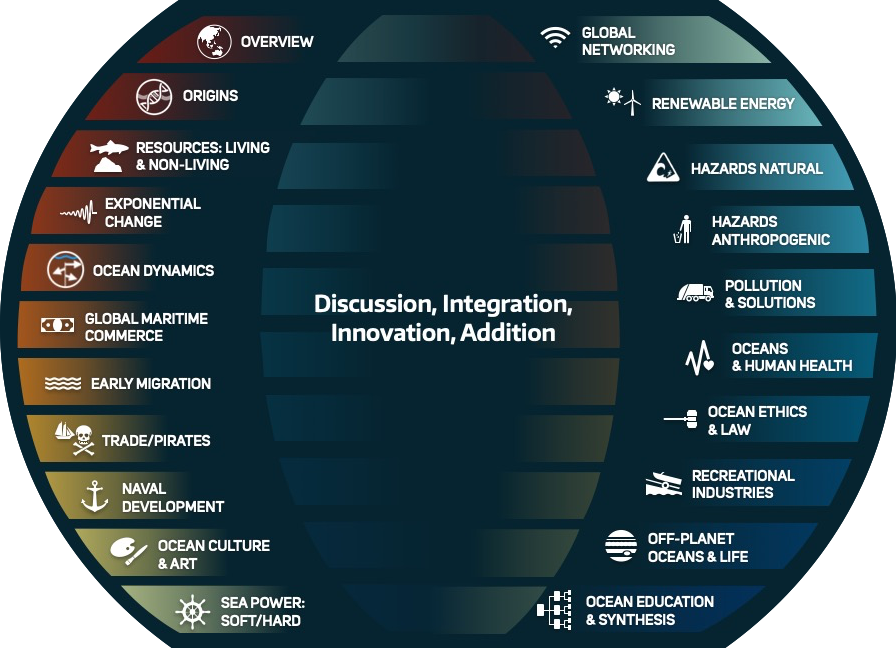 OVERVIEW
ORIGINS
RESOURCES: LIVING
& NON-LIVING
EXPONENTIAL
CHANGE
OCEAN DYNAMICS
GLOBAL MARITIME
COMMERCE
EARLY MIGRATION
TRADE/PIRATES
NAVAL
DEVELOPMENT
OCEAN CULTURE
& ART
SEA POWER:
SOFT/HARD
Discussion, Integration,
Innovation, Addition
GLOBAL
NETWORKING
RENEWABLE ENERGY
HAZARDS NATURAL
HAZARDS
ANTHROPOGENIC
POLLUTION
& SOLUTIONS
OCEANS
& HUMAN HEALTH
OCEAN ETHICS
& LAW
RECREATIONAL
INDUSTRIES
OFF-PLANET
OCEANS & LIFE
OCEAN EDUCATION
& SYNTHESIS